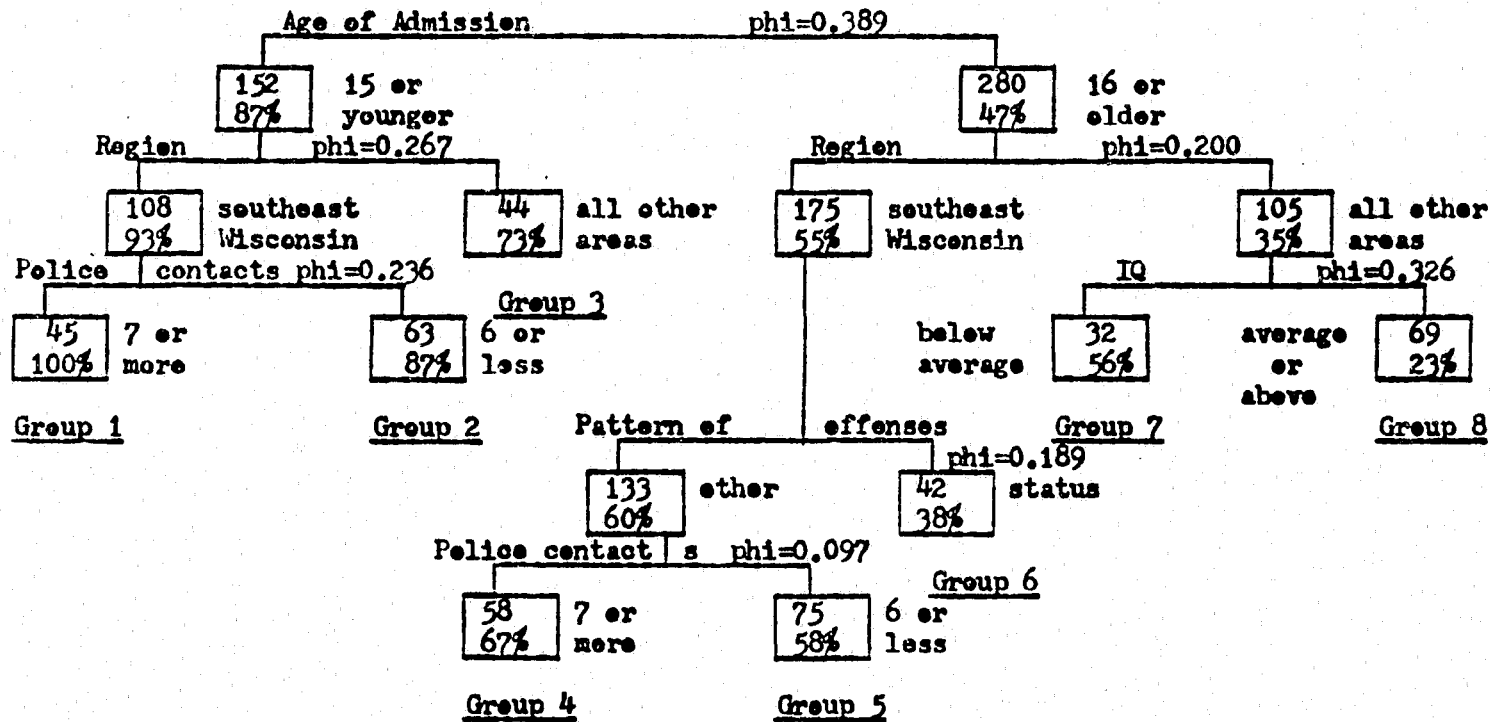 Age of Admission phi=0.389
152 15 or 280 16 or
87% younger 47% older
Region phi=0.267 Region phi=0.200
108 southeast 44 all other 175 southeast 105 all other
93% Wisconsin 73% areas 55% Wisconsin 35% areas
Police contacts phi=0.236 IQ phi=0.326
Group 3
45 7 or 63 6 or below 32 average 69
100% more 87% less average 56% or 23%
above
Group 1 Group 2 Pattern of offenses Group 7 Group 8
phi=0.189
133 other 42 status
60% 38%
Police contact s phi=0.097
Group 6
58 7 or 75 6 or
67% more 58% less
Group 4 Group 5